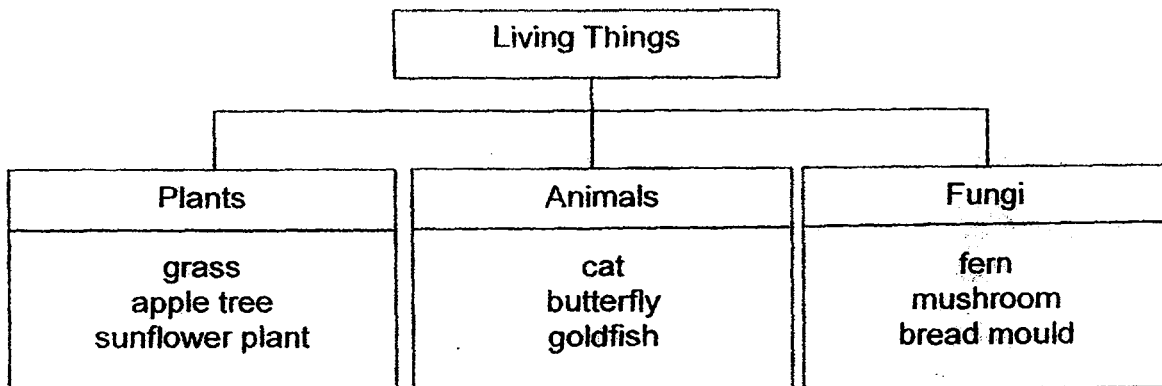 Living Things
Plants
grass
apple tree
sunflower plant
Animals
cat
butterfly
goldfish
Fungi
fern
mushroom
bread mould